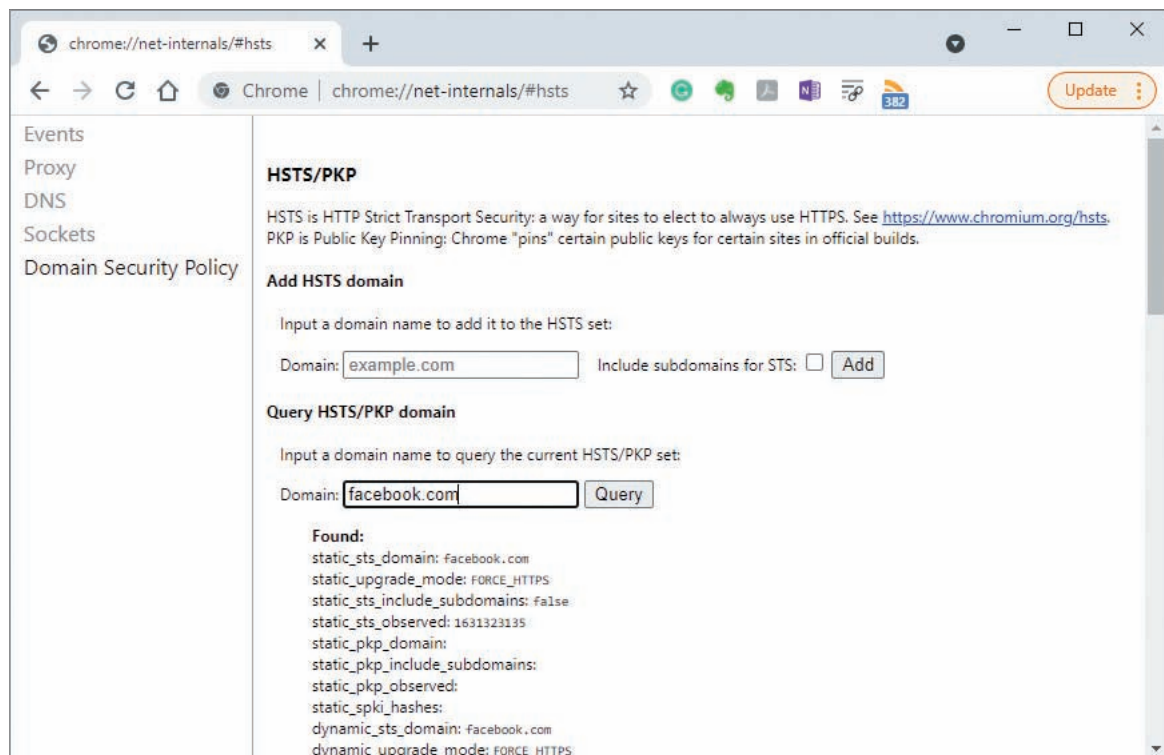 chrome://net-internals/#hsts
Chrome | chrome://net-internals/#hsts
382
Update
Events
Proxy
DNS
Sockets
Domain Security Policy
HSTS/PKP
HSTS is HTTP Strict Transport Security: a way for sites to elect to always use HTTPS. See https://www.chromium.org/hsts.
PKP is Public Key Pinning: Chrome "pins" certain public keys for certain sites in official builds.
Add HSTS domain
Input a domain name to add it to the HSTS set:
Domain: example.com Include subdomains for STS: Add
Query HSTS/PKP domain
Input a domain name to query the current HSTS/PKP set:
Domain: facebook.com Query
Found:
static_sts_domain: facebook.com
static_upgrade_mode: FORCE_HTTPS
static_sts_include_subdomains: false
static_sts_observed: 1631323135
static_pkp_domain:
static_pkp_include_subdomains:
static_pkp_observed:
static_spki_hashes:
dynamic_sts_domain: facebook.com
dynamic_upgrade_mode: FORCE_HTTPS